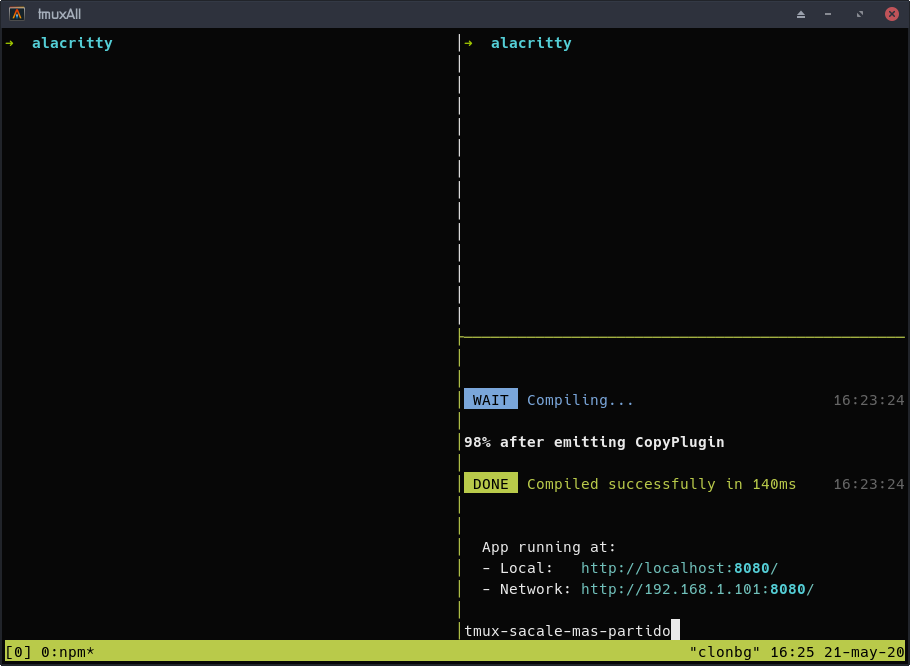 tmuxAll
➜ alacritty
➜ alacritty
WAIT Compiling... 16:23:24
98% after emitting CopyPlugin
DONE Compiled successfully in 140ms 16:23:24
App running at:
- Local: http://localhost:8080/
- Network: http://192.168.1.101:8080/
tmux-sacale-mas-partido
[0] 0:npm* "clonbg" 16:25 21-may-20